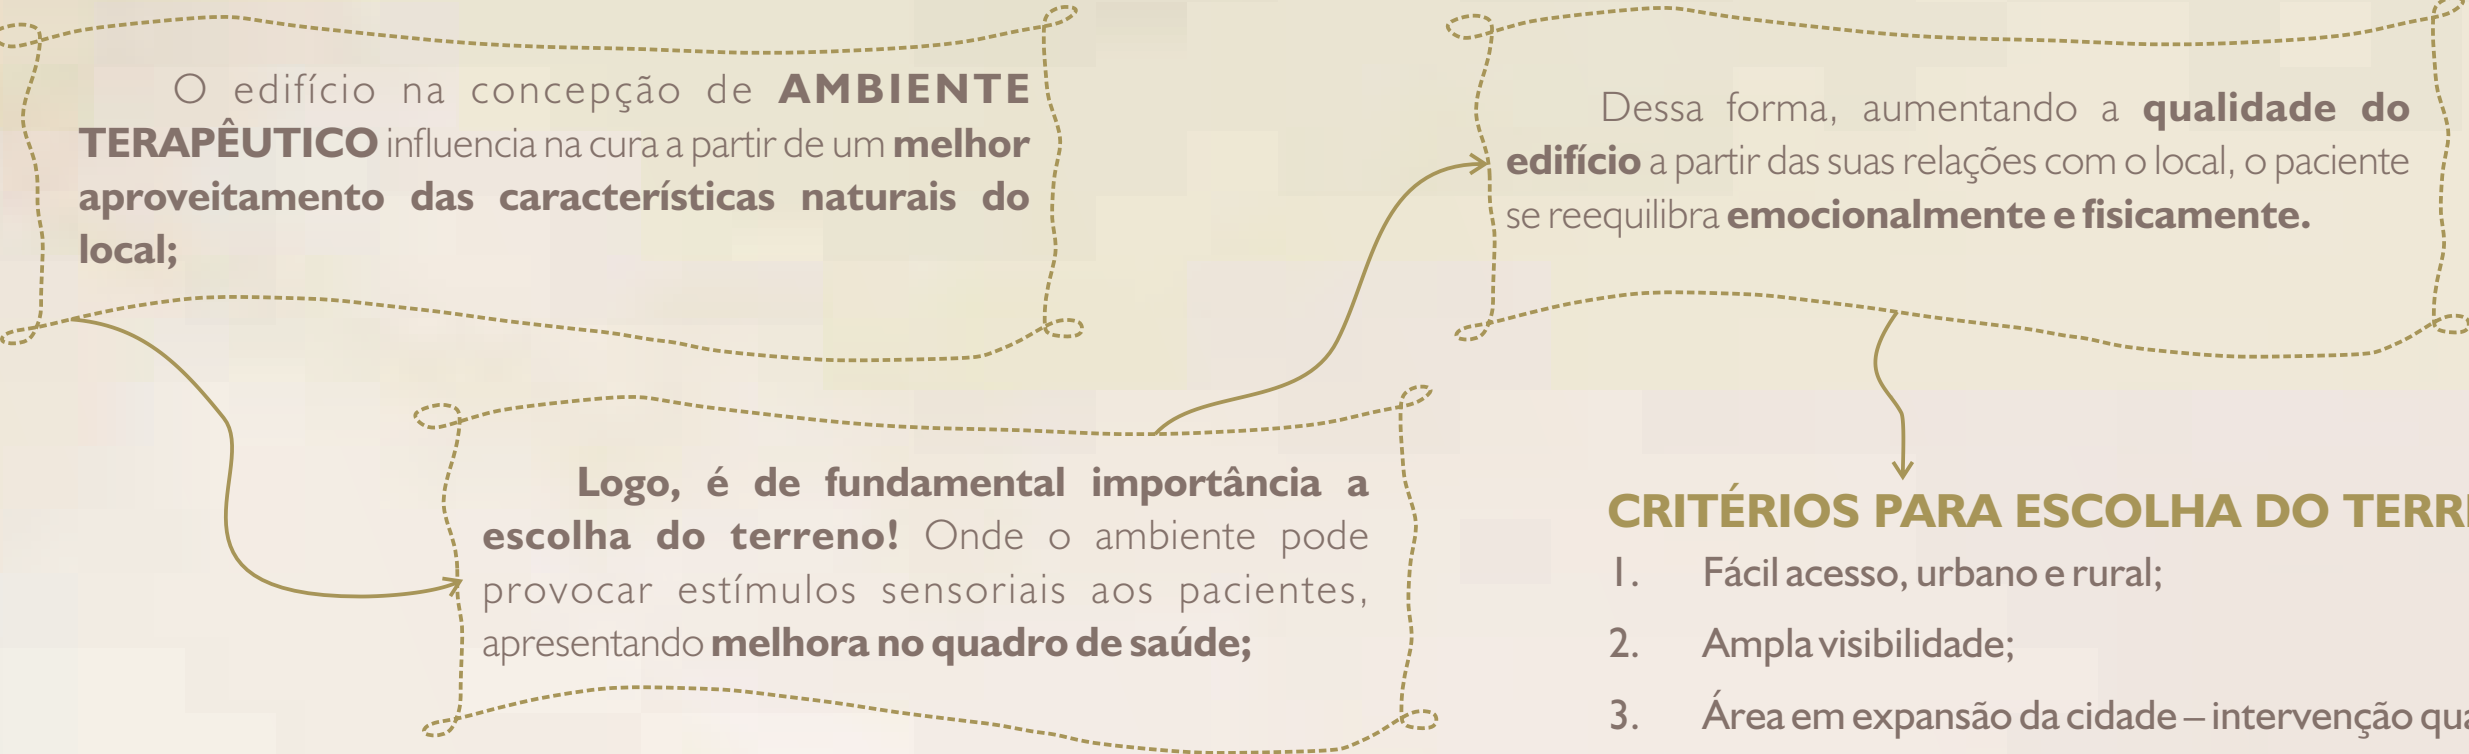 O edifício na concepção de AMBIENTE
TERAPÊUTICO influencia na cura a partir de um melhor
aproveitamento das características naturais do
local;
Logo, é de fundamental importância a
escolha do terreno! Onde o ambiente pode
provocar estímulos sensoriais aos pacientes,
apresentando melhora no quadro de saúde;
Dessa forma, aumentando a qualidade do
edifício a partir das suas relações com o local, o paciente
se reequilibra emocionalmente e fisicamente.
CRITÉRIOS PARA ESCOLHA DO
1. Fácil acesso, urbano e rural;
2. Ampla visibilidade;
3. Área em expansão da cidade – intervenção